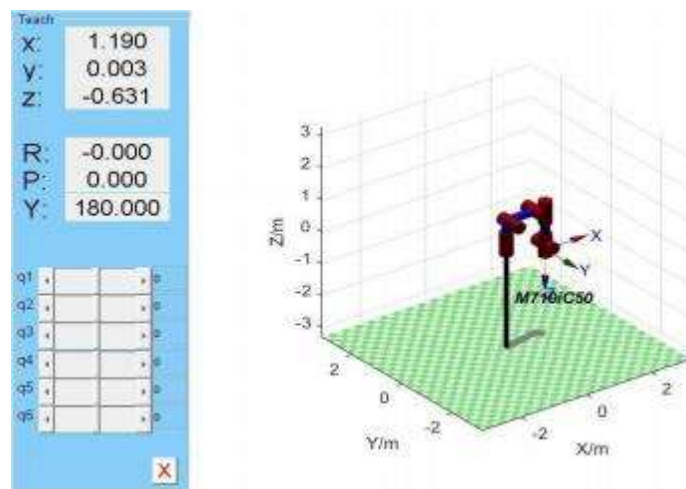 Teach
x: 1.190
y: 0.003
z: -0.631
R: -0.000
P: 0.000
Y: 180.000
q1
q2
q3
q4
q5
q6
X
3
2
1
0
-1
-2
-3
Z/m
X
Y
M710iC50
2
0
-2
Y/m
-2
0
2
X/m